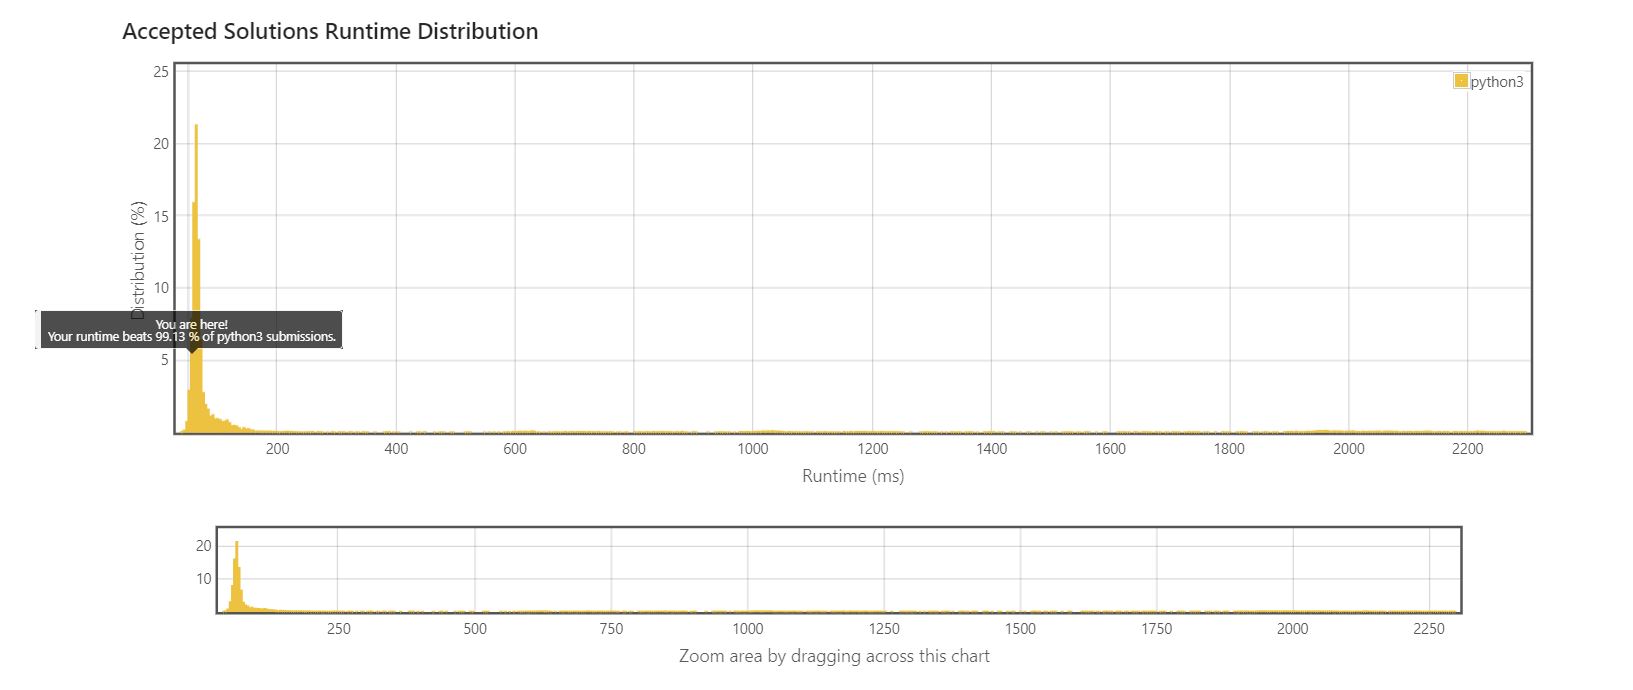 Accepted Solutions Runtime Distribution
25
python3
20
15
10
5
Distribution (%)
You are here!
Your runtime beats 99.13 % of python3 submissions.
200 400 600 800 1000 1200 1400 1600 1800 2000 2200
Runtime (ms)
20
10
250 500 750 1000 1250 1500 1750 2000 2250
Zoom area by dragging across this chart